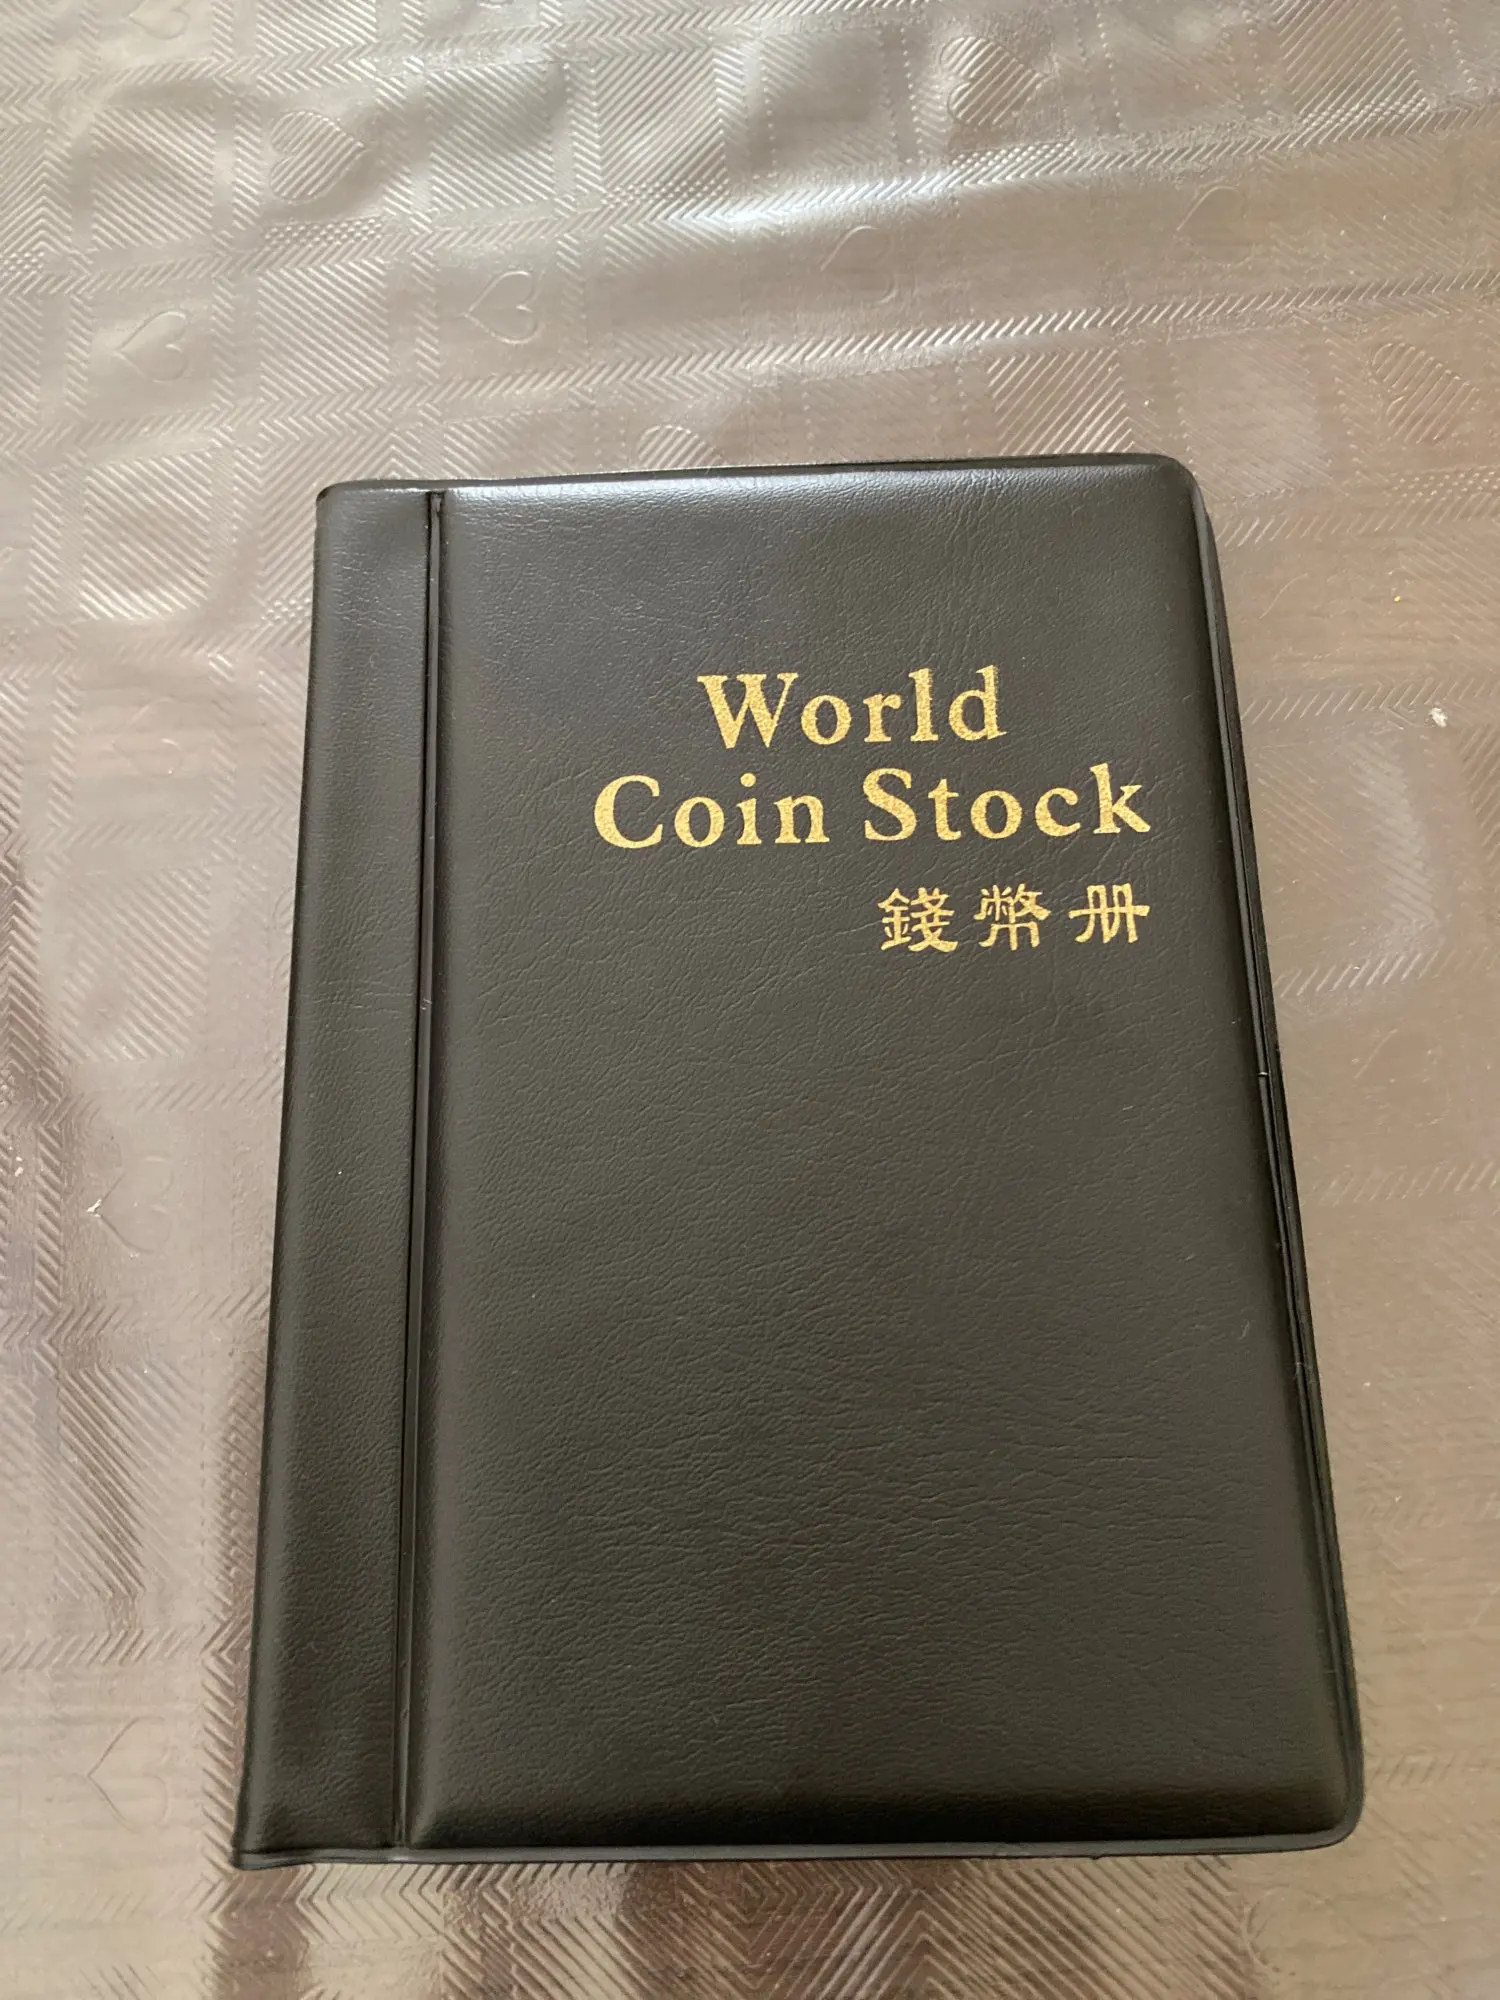 World
Coin Stock
錢幣册